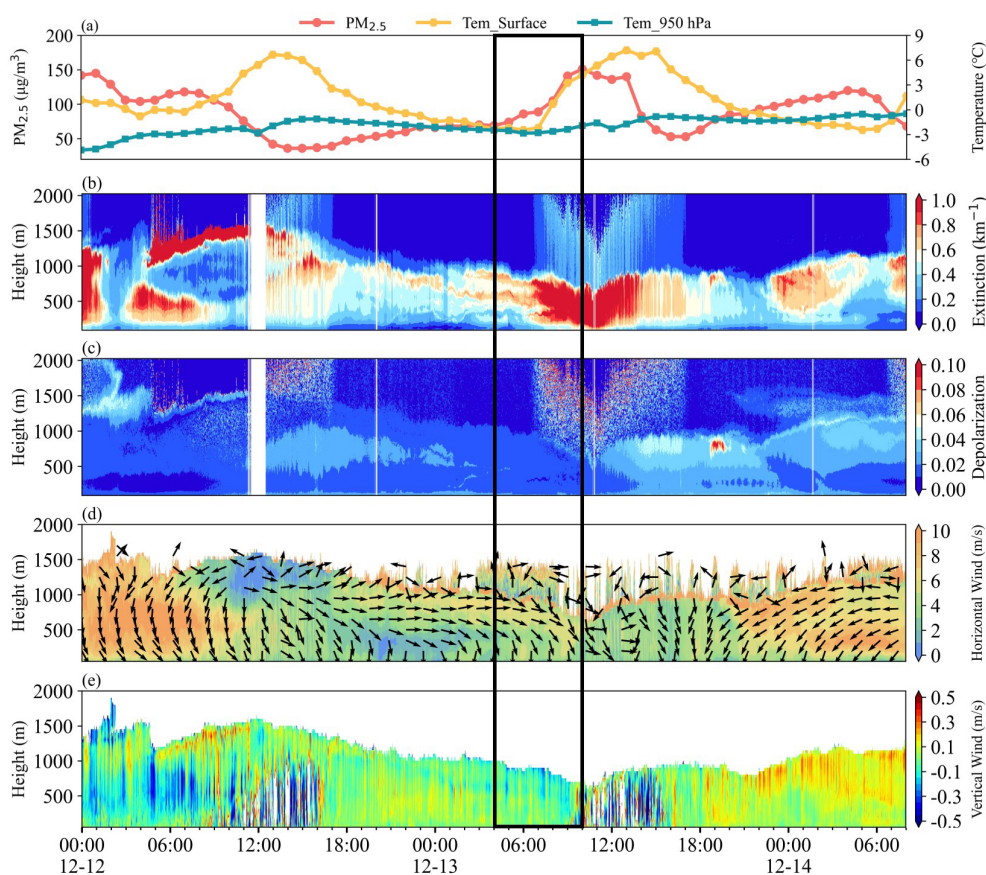 PM2.5 Tem_Surface Tem_950 hPa
(a)
PM2.5 (μg/m³)
200
150
100
50
9
6
3
0
-3
-6
Temperature (℃)
(b)
Height (m)
2000
1500
1000
500
1.0
0.8
0.6
0.4
0.2
0.0
Extinction (km⁻¹)
(c)
Height (m)
2000
1500
1000
500
0.10
0.08
0.06
0.04
0.02
0.00
Depolarization
(d)
Height (m)
2000
1500
1000
500
10
8
6
4
2
0
Horizontal Wind (m/s)
(e)
Height (m)
2000
1500
1000
500
0.5
0.3
0.1
-0.1
-0.3
-0.5
Vertical Wind (m/s)
00:00 06:00 12:00 18:00 00:00 06:00 12:00 18:00 00:00 06:00
12-12 12-13 12-14